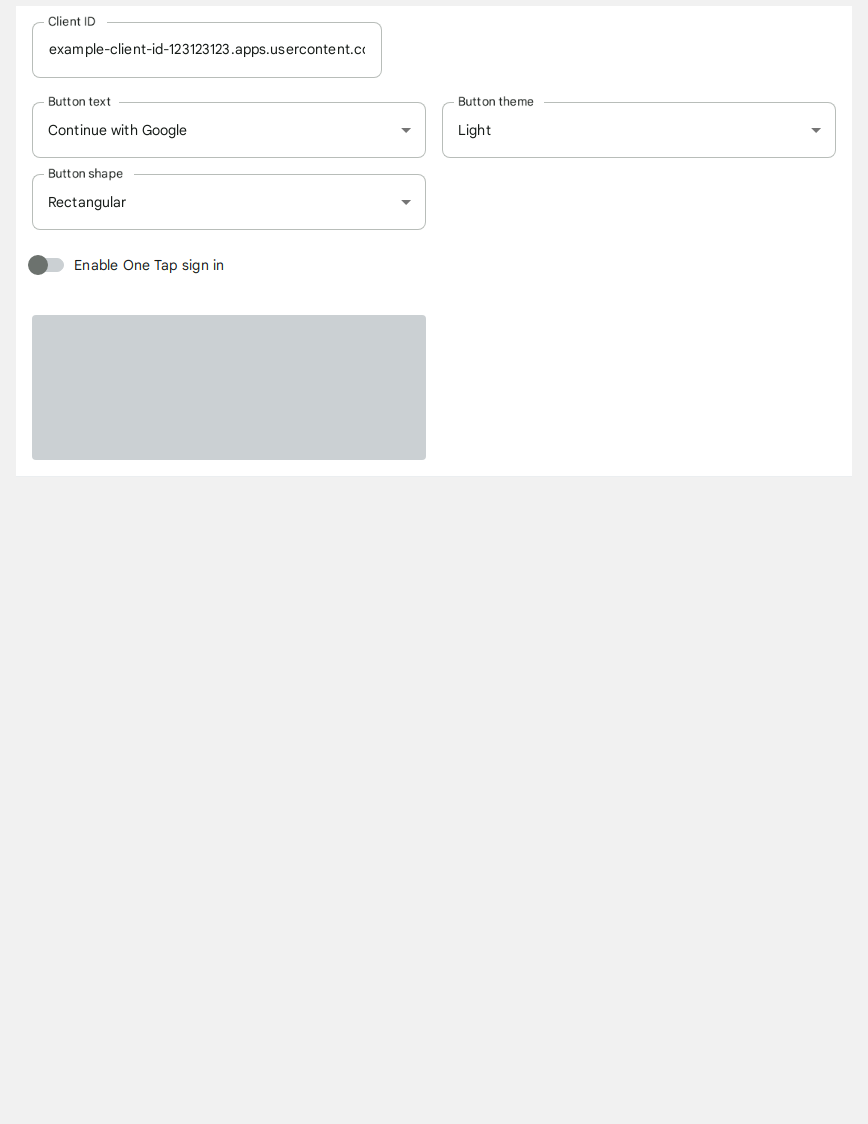 Client ID
example-client-id-123123123.apps.usercontent.cc
Button text
Continue with Google
Button theme
Light
Button shape
Rectangular
Enable One Tap sign in